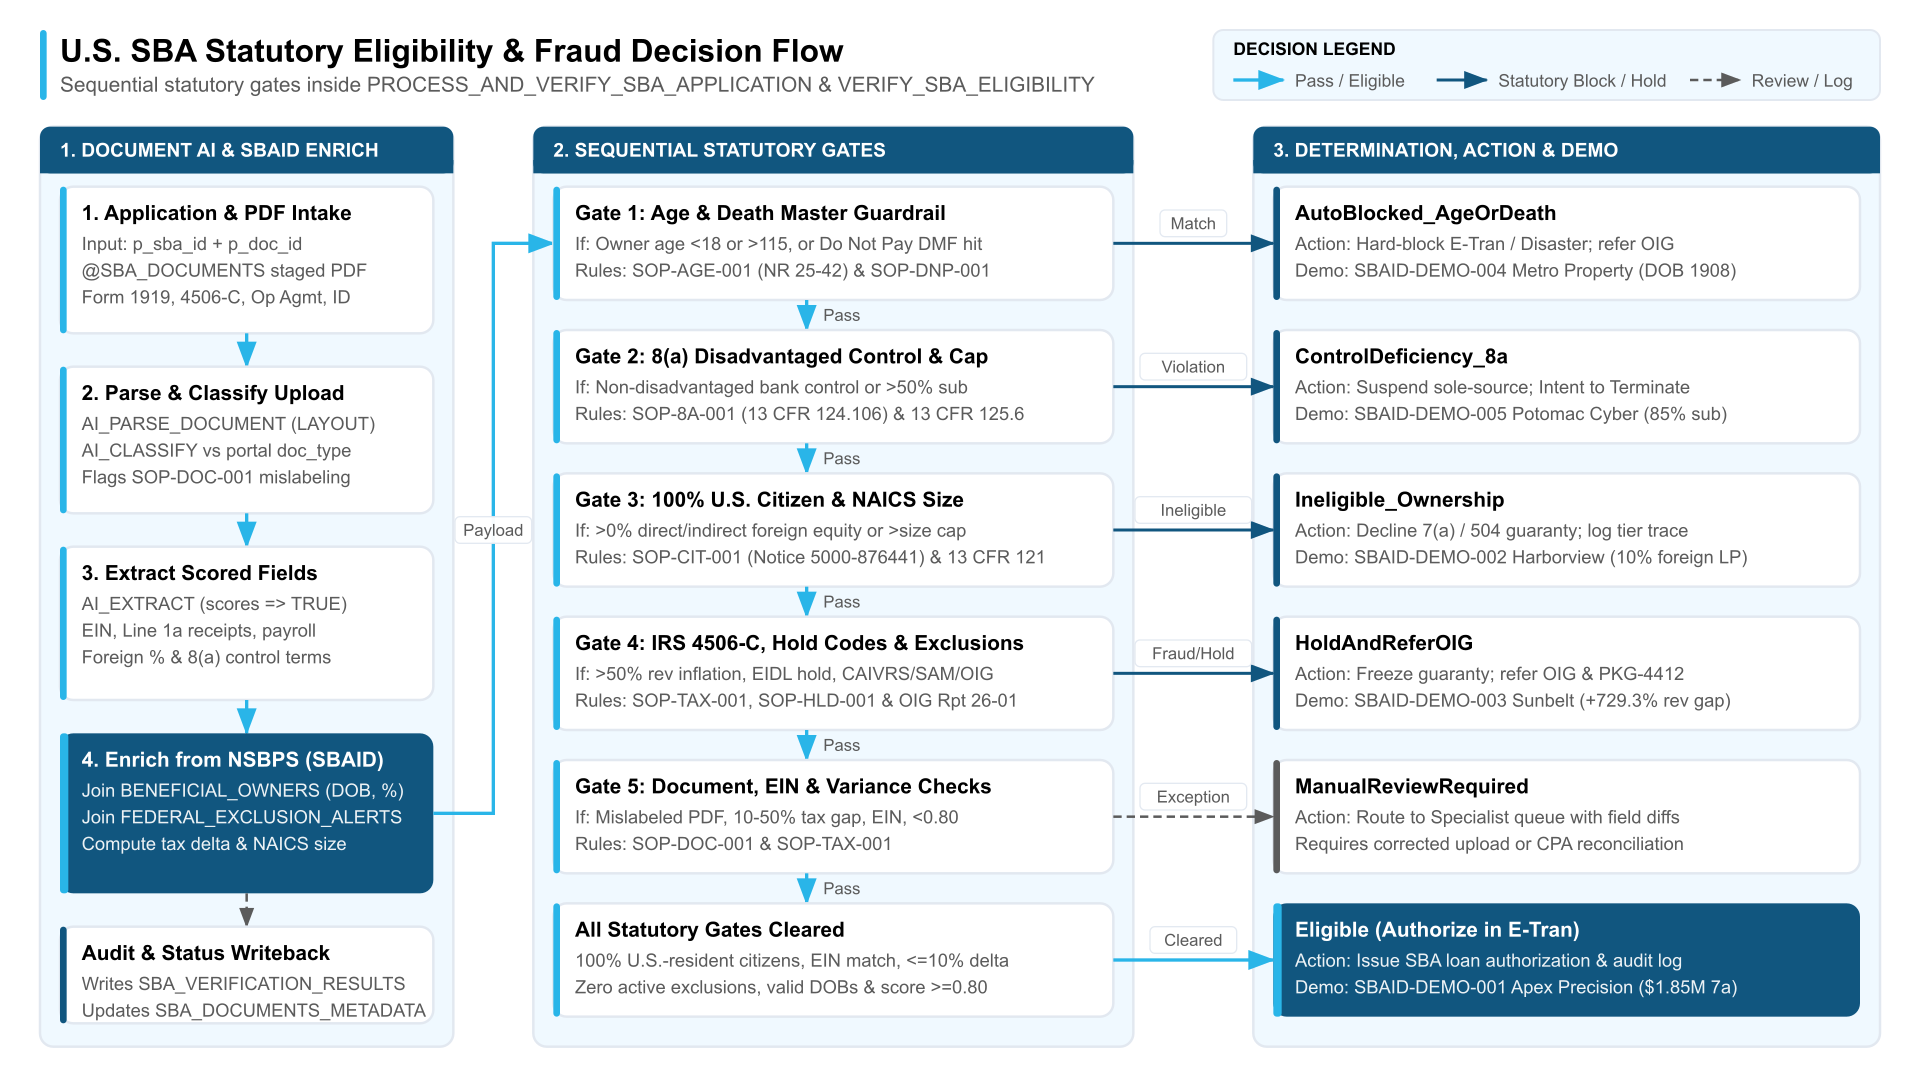 U.S. SBA Statutory Eligibility & Fraud Decision Flow
Sequential statutory gates inside PROCESS_AND_VERIFY_SBA_APPLICATION & VERIFY_SBA_ELIGIBILITY
DECISION LEGEND
Pass / Eligible
Statutory Block / Hold
Review / Log
1. DOCUMENT AI & SBAID ENRICH
1. Application & PDF Intake
Input: p_sba_id + p_doc_id
@SBA_DOCUMENTS staged PDF
Form 1919, 4506-C, Op Agmt, ID
2. Parse & Classify Upload
AI_PARSE_DOCUMENT (LAYOUT)
AI_CLASSIFY vs portal doc_type
Flags SOP-DOC-001 mislabeling
3. Extract Scored Fields
AI_EXTRACT (scores => TRUE)
EIN, Line 1a receipts, payroll
Foreign % & 8(a) control terms
4. Enrich from NSBPS (SBAID)
Join BENEFICIAL_OWNERS (DOB, %)
Join FEDERAL_EXCLUSION_ALERTS
Compute tax delta & NAICS size
Audit & Status Writeback
Writes SBA_VERIFICATION_RESULTS
Updates SBA_DOCUMENTS_METADATA
Payload
2. SEQUENTIAL STATUTORY GATES
Gate 1: Age & Death Master Guardrail
If: Owner age <18 or >115, or Do Not Pay DMF hit
Rules: SOP-AGE-001 (NR 25-42) & SOP-DNP-001
Pass
Gate 2: 8(a) Disadvantaged Control & Cap
If: Non-disadvantaged bank control or >50% sub
Rules: SOP-8A-001 (13 CFR 124.106) & 13 CFR 125.6
Pass
Gate 3: 100% U.S. Citizen & NAICS Size
If: >0% direct/indirect foreign equity or >size cap
Rules: SOP-CIT-001 (Notice 5000-876441) & 13 CFR 121
Pass
Gate 4: IRS 4506-C, Hold Codes & Exclusions
If: >50% rev inflation, EIDL hold, CAIVRS/SAM/OIG
Rules: SOP-TAX-001, SOP-HLD-001 & OIG Rpt 26-01
Pass
Gate 5: Document, EIN & Variance Checks
If: Mislabeled PDF, 10-50% tax gap, EIN, <0.80
Rules: SOP-DOC-001 & SOP-TAX-001
Pass
All Statutory Gates Cleared
100% U.S.-resident citizens, EIN match, <=10% delta
Zero active exclusions, valid DOBs & score >=0.80
Match
Violation
Ineligible
Fraud/Hold
Exception
Cleared
3. DETERMINATION, ACTION & DEMO
AutoBlocked_AgeOrDeath
Action: Hard-block E-Tran / Disaster; refer OIG
Demo: SBAID-DEMO-004 Metro Property (DOB 1908)
ControlDeficiency_8a
Action: Suspend sole-source; Intent to Terminate
Demo: SBAID-DEMO-005 Potomac Cyber (85% sub)
Ineligible_Ownership
Action: Decline 7(a) / 504 guaranty; log tier trace
Demo: SBAID-DEMO-002 Harborview (10% foreign LP)
HoldAndReferOIG
Action: Freeze guaranty; refer OIG & PKG-4412
Demo: SBAID-DEMO-003 Sunbelt (+729.3% rev gap)
ManualReviewRequired
Action: Route to Specialist queue with field diffs
Requires corrected upload or CPA reconciliation
Eligible (Authorize in E-Tran)
Action: Issue SBA loan authorization & audit log
Demo: SBAID-DEMO-001 Apex Precision ($1.85M 7a)